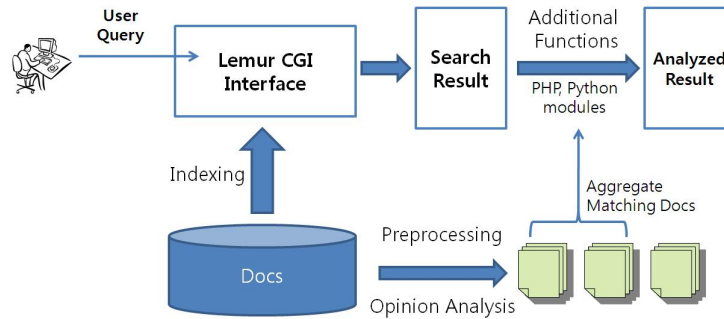 User
Query
Lemur CGI
Interface
Search
Result
Additional
Functions
PHP, Python
modules
Analyzed
Result
Indexing
Aggregate
Matching Docs
Docs
Preprocessing
Opinion Analysis